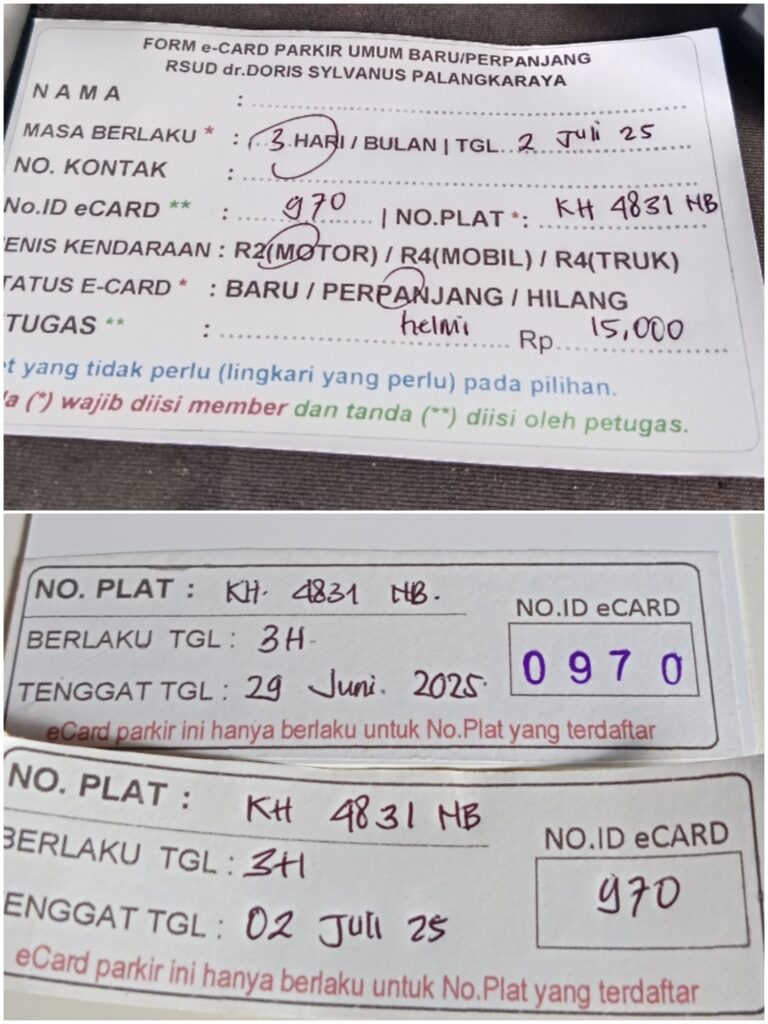 FORM e-CARD PARKIR UMUM BARU/PERPANJANG
RSUD dr.DORIS SYLVANUS PALANGKARAYA
N A M A :
MASA BERLAKU * : 3 HARI / BULAN | TGL. 2 Juli 25
NO. KONTAK :
No.ID eCARD ** : 970 | NO.PLAT *: KH 4831 NB
ENIS KENDARAAN : R2(MOTOR) / R4(MOBIL) / R4(TRUK)
TATUS E-CARD * : BARU / PERPANJANG / HILANG
TUGAS ** : helmi Rp. 15,000
et yang tidak perlu (lingkari yang perlu) pada pilihan.
da (*) wajib diisi member dan tanda (**) diisi oleh petugas.
NO. PLAT : KH. 4831 NB.
NO.ID eCARD
BERLAKU TGL : 3H
0970
TENGGAT TGL : 29 Juni. 2025.
eCard parkir ini hanya berlaku untuk No.Plat yang terdaftar
NO. PLAT : KH 4831 NB
NO.ID eCARD
BERLAKU TGL : 3H
970
ENGGAT TGL : 02 Juli 25
eCard parkir ini hanya berlaku untuk No.Plat yang terdaftar